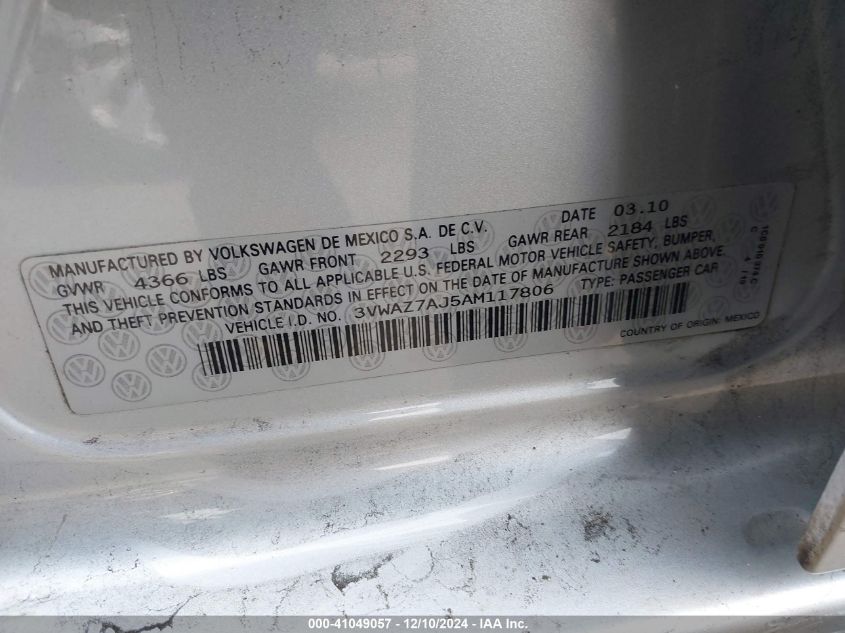 MANUFACTURED BY VOLKSWAGEN DE MEXICO S.A. DE C.V. DATE 03.10
GVWR 4366 LBS GAWR FRONT 2293 LBS GAWR REAR 2184 LBS
THIS VEHICLE CONFORMS TO ALL APPLICABLE U.S. FEDERAL MOTOR VEHICLE SAFETY, BUMPER,
AND THEFT PREVENTION STANDARDS IN EFFECT ON THE DATE OF MANUFACTURE SHOWN ABOVE.
VEHICLE I.D. NO. 3VWAZ7AJ5AM117806 TYPE: PASSENGER CAR
COUNTRY OF ORIGIN: MEXICO
000-41049057 - 12/10/2024 - IAA Inc.